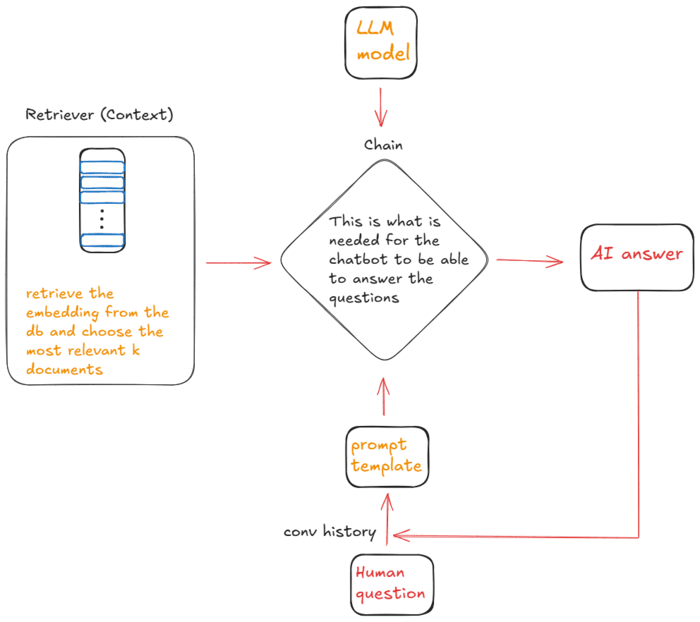 LLM
model
Retriever (Context)
Chain
This is what is
needed for the
chatbot to be able
to answer the
questions
AI answer
retrieve the
embedding from the
db and choose the
most relevant k
documents
prompt
template
conv history
Human
question